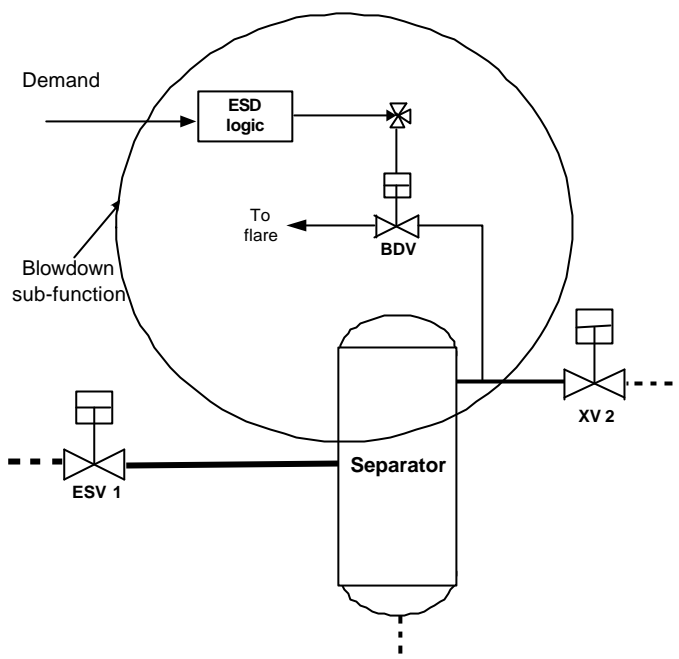 Demand
ESD
logic
To
flare
BDV
Blowdown
sub-function
XV 2
Separator
ESV 1